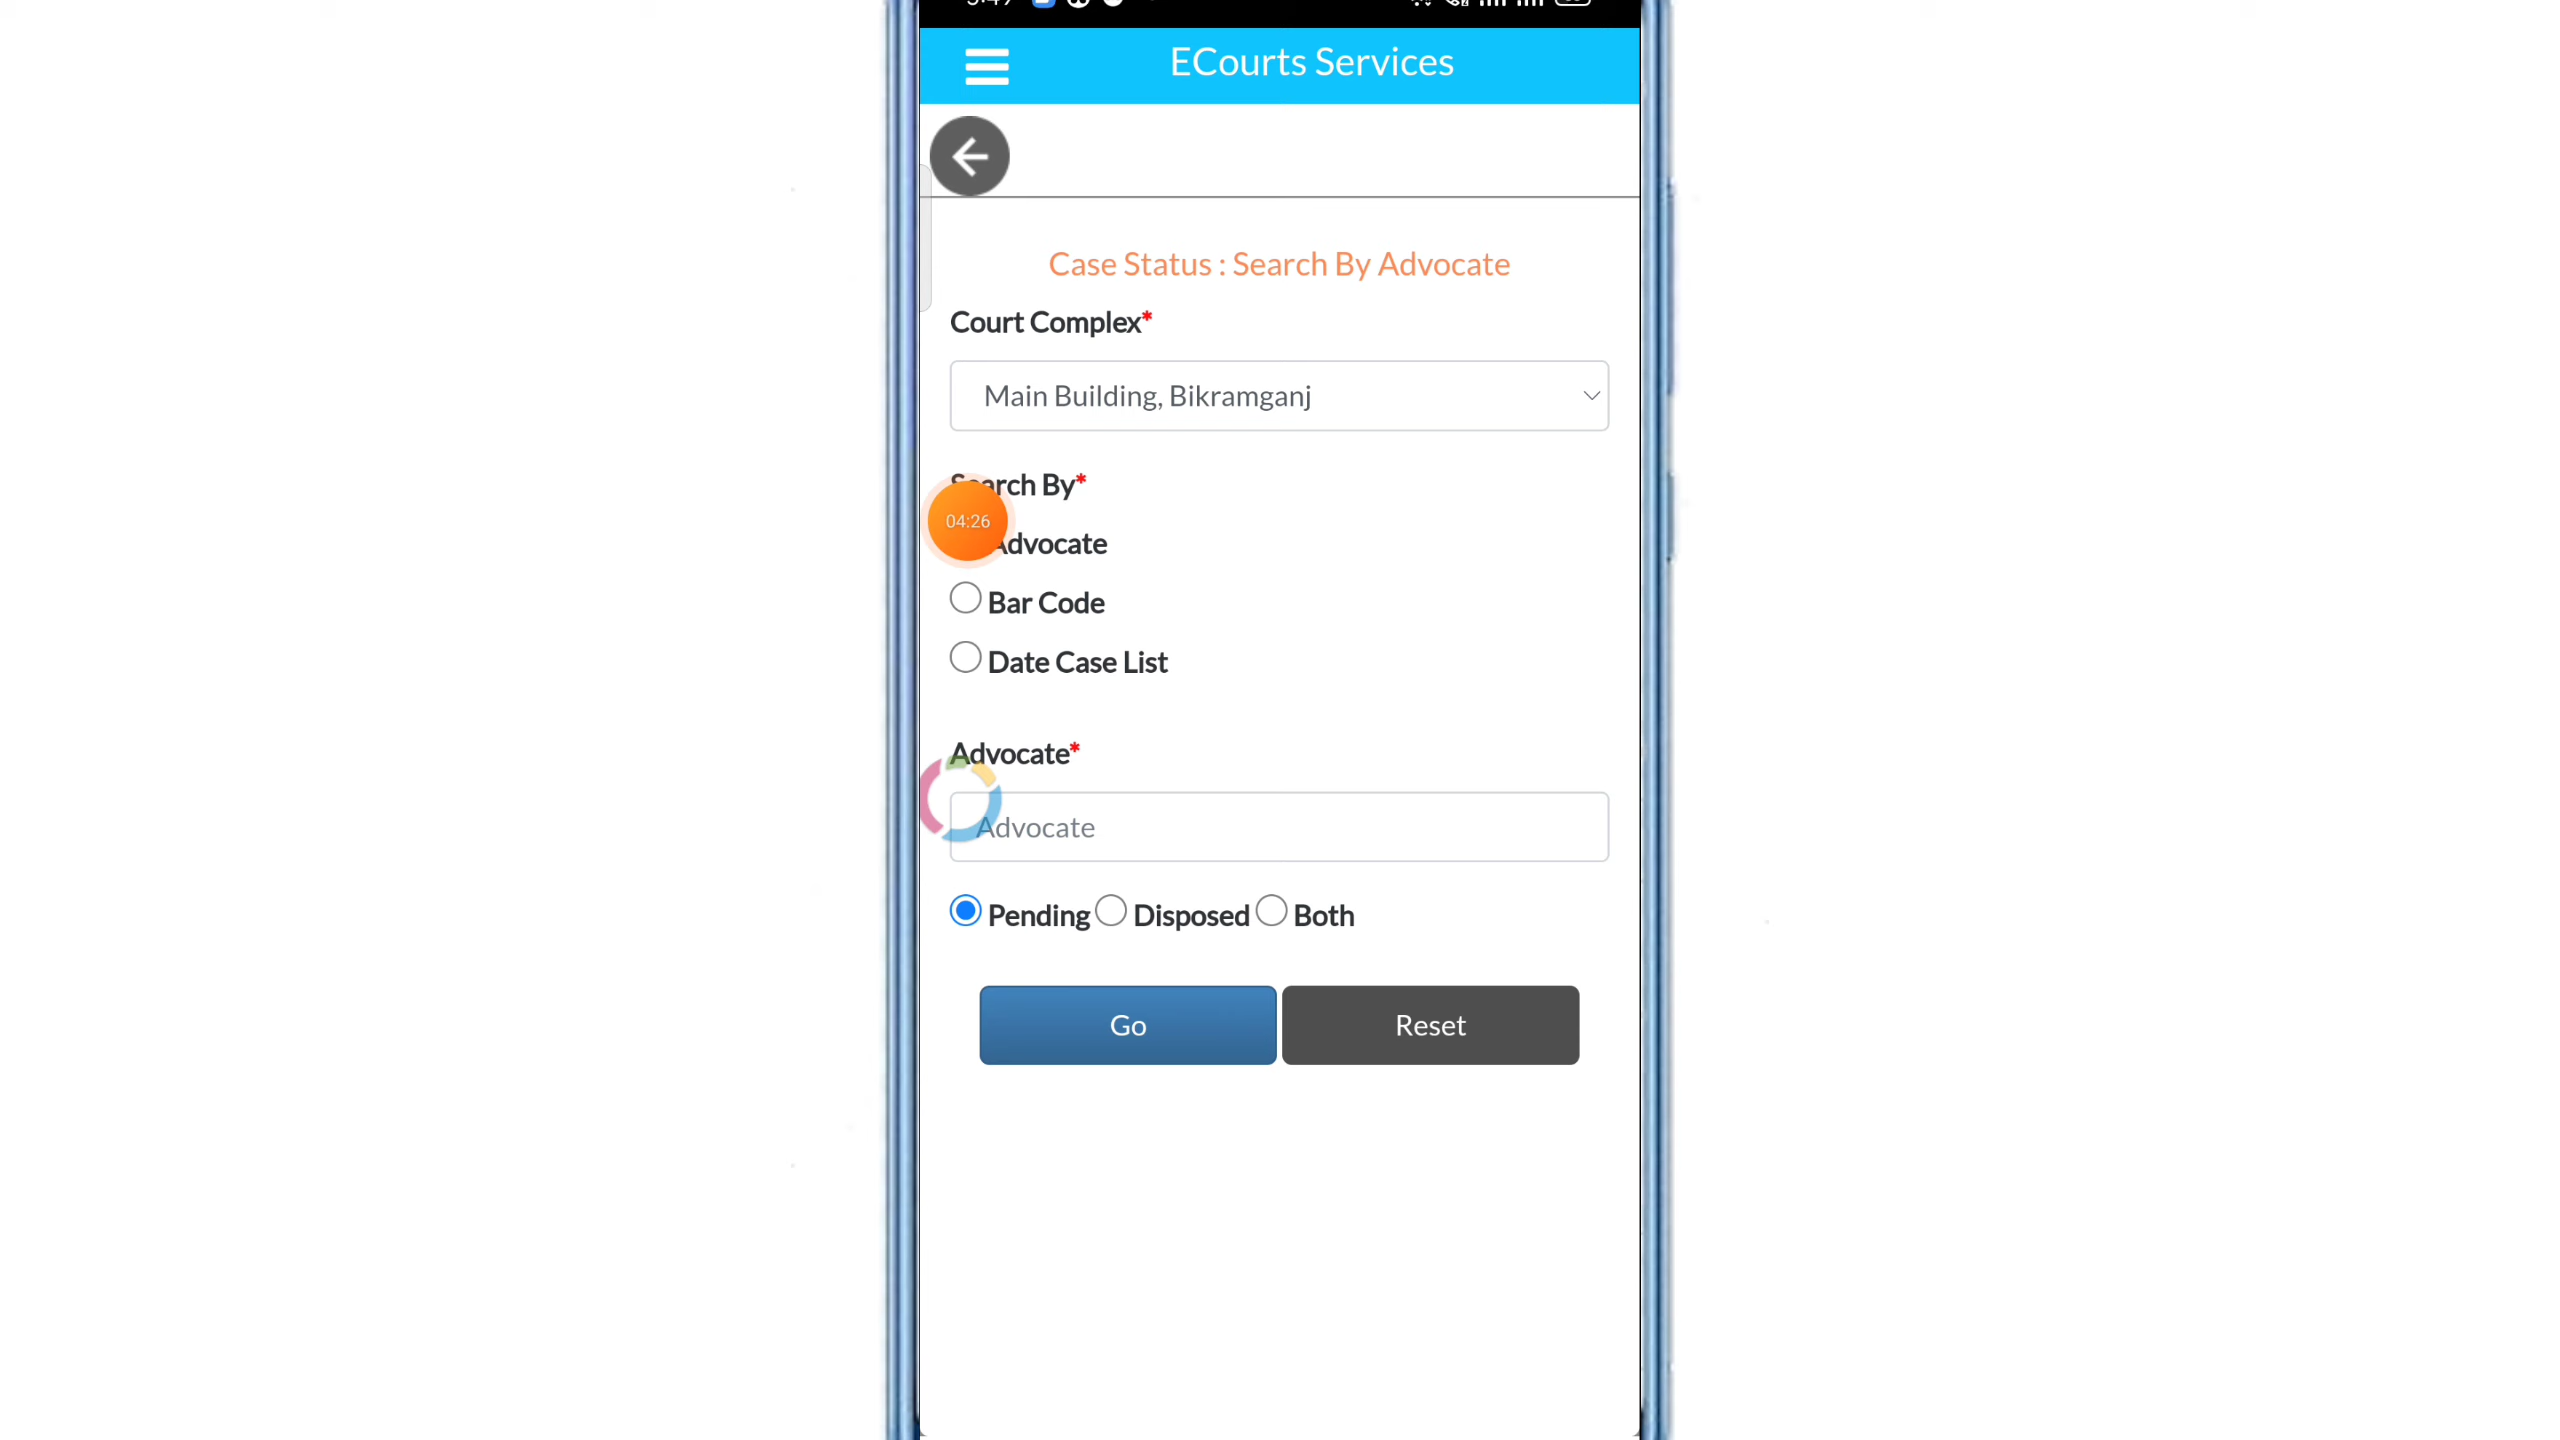 ECourts Services
Case Status : Search By Advocate
Court Complex*
Main Building, Bikramganj
Search By*
04:26
Advocate
Bar Code
Date Case List
Advocate*
Advocate
Pending Disposed Both
Go Reset